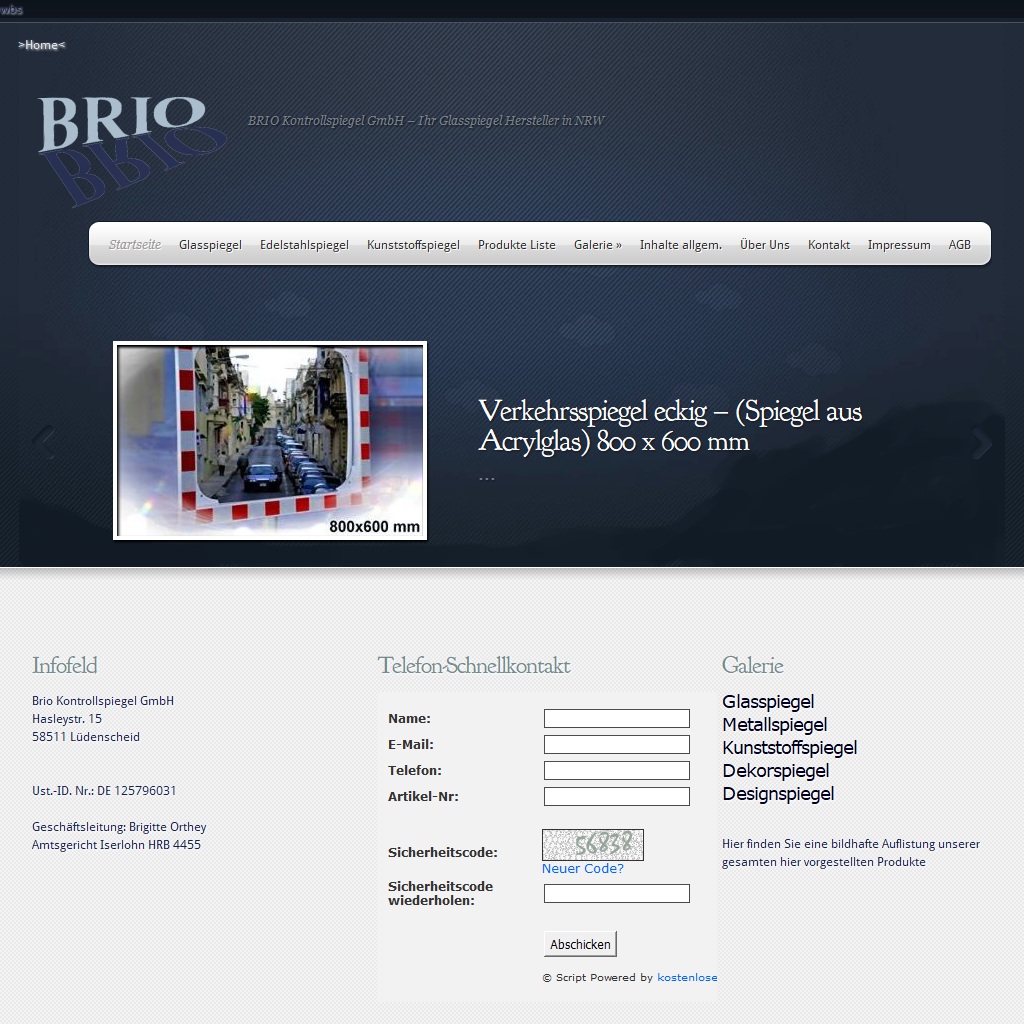 wbs
>Home<
BRIO
BRIO
BRIO Kontrollspiegel GmbH – Ihr Glasspiegel Hersteller in NRW
Startseite Glasspiegel Edelstahlspiegel Kunststoffspiegel Produkte Liste Galerie » Inhalte allgem. Über Uns Kontakt Impressum AGB
800x600 mm
Verkehrsspiegel eckig – (Spiegel aus
Acrylglas) 800 x 600 mm
...
Infofeld
Brio Kontrollspiegel GmbH
Hasleystr. 15
58511 Lüdenscheid
Ust.-ID. Nr.: DE 125796031
Geschäftsleitung: Brigitte Orthey
Amtsgericht Iserlohn HRB 4455
Telefon-Schnellkontakt
Name:
E-Mail:
Telefon:
Artikel-Nr:
Sicherheitscode:
56838
Neuer Code?
Sicherheitscode
wiederholen:
Abschicken
© Script Powered by kostenlose
Galerie
Glasspiegel
Metallspiegel
Kunststoffspiegel
Dekorspiegel
Designspiegel
Hier finden Sie eine bildhafte Auflistung unserer
gesamten hier vorgestellten Produkte